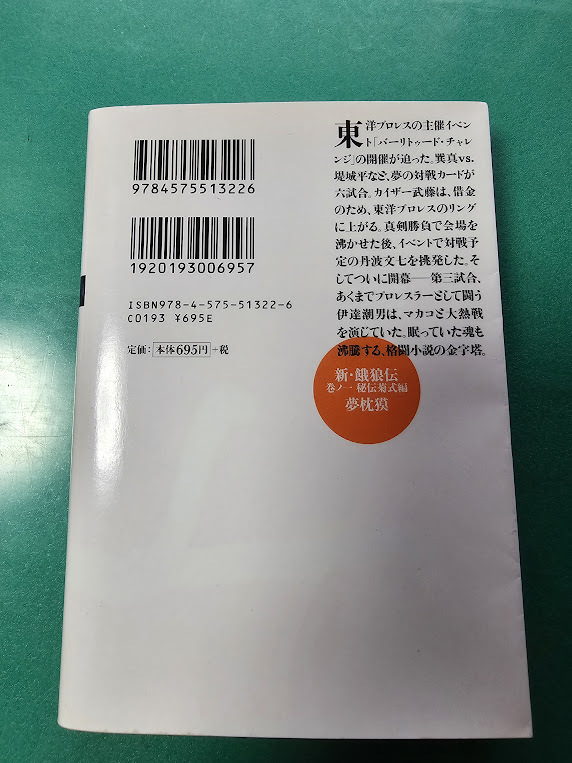 東洋プロレスの主催イベン
ト「バーリトゥード・チャレ
ンジ」の開催が迫った。巽真vs.
堤城平など、夢の対戦カードが
六試合。カイザー武藤は、借金
のため、東洋プロレスのリング
に上がる。真剣勝負で会場を
沸かせた後、イベントで対戦予
定の丹波文七を挑発した。そ
してついに開幕──第三試合、
あくまでプロレスラーとして闘う
伊達潮男は、マカコと大熱戦
を演じていた。眠っていた魂も
沸騰する、格闘小説の金字塔。
新・餓狼伝
巻ノ一 秘伝菊式編
夢枕獏
9784575513226
1920193006957
ISBN978-4-575-51322-6
C0193 ¥695E
定価：本体695円+税